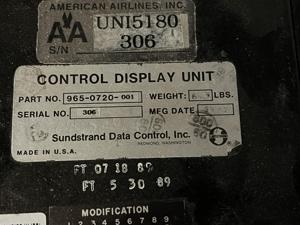 AMERICAN AIRLINES, INC.
AA UNI5180
S/N 306
CONTROL DISPLAY UNIT
PART NO. 965-0720-001 WEIGHT: LBS.
SERIAL NO. 306 MFG DATE
Sundstrand Data Control, Inc.
REDMOND, WASHINGTON
MADE IN U.S.A.
FT 07 18 89
FT 5 30 89
MODIFICATION
1 2 3 4 5 6 7 8 9